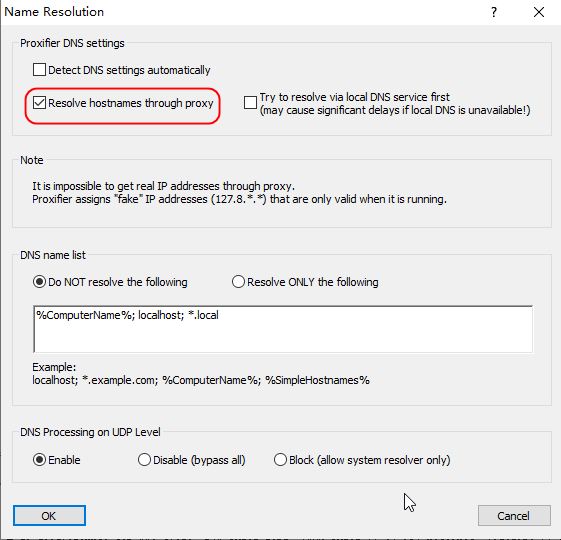 Name Resolution
Proxifier DNS settings
Detect DNS settings automatically
Resolve hostnames through proxy
Try to resolve via local DNS service first
(may cause significant delays if local DNS is unavailable!)
Note
It is impossible to get real IP addresses through proxy.
Proxifier assigns "fake" IP addresses (127.8.*.*) that are only valid when it is running.
DNS name list
Do NOT resolve the following
Resolve ONLY the following
%ComputerName%; localhost; *.local
Example:
localhost; *.example.com; %ComputerName%; %SimpleHostnames%
DNS Processing on UDP Level
Enable
Disable (bypass all)
Block (allow system resolver only)
OK
Cancel